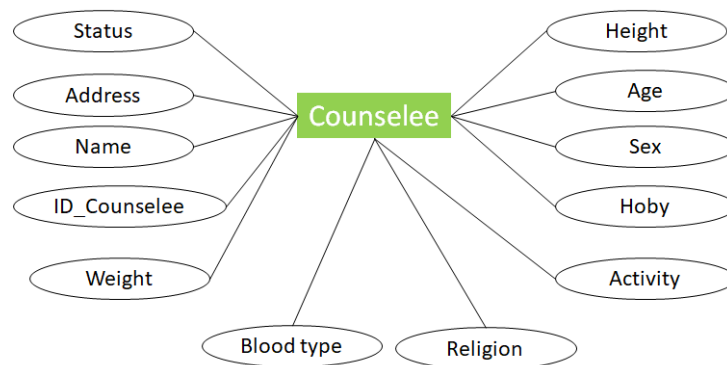 Status
Height
Address
Age
Counselee
Name
Sex
ID_Counselee
Hoby
Weight
Activity
Blood type
Religion